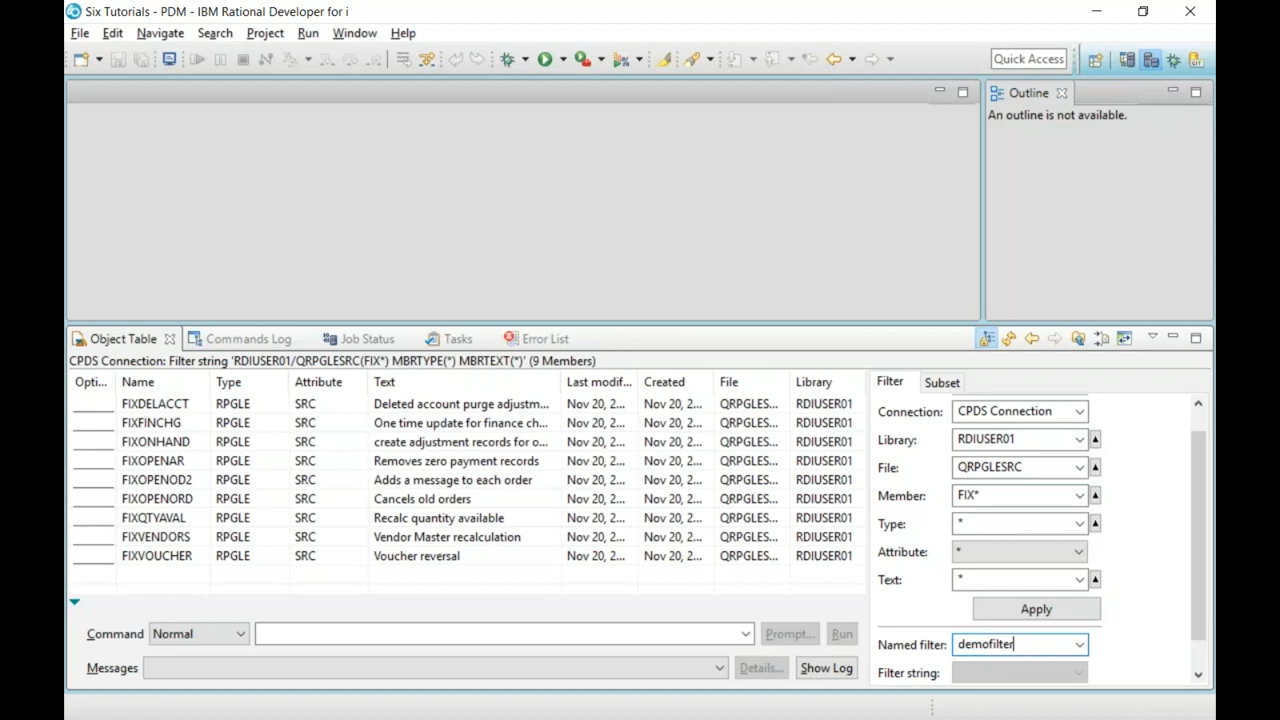 Six Tutorials - PDM - IBM Rational Developer for i
File Edit Navigate Search Project Run Window Help
Quick Access
Outline
An outline is not available.
Object Table Commands Log Job Status Tasks Error List
CPDS Connection: Filter string 'RDIUSER01/QRPGLESRC(FIX*) MBRTYPE(*) MBRTEXT(*)' (9 Members)
Opti... Name Type Attribute Text Last modif... Created File Library
FIXDELACCT RPGLE SRC Deleted account purge adjustm... Nov 20, 2... Nov 20, 2... QRPGLES... RDIUSER01
FIXFINCHG RPGLE SRC One time update for finance ch... Nov 20, 2... Nov 20, 2... QRPGLES... RDIUSER01
FIXONHAND RPGLE SRC create adjustment records for o... Nov 20, 2... Nov 20, 2... QRPGLES... RDIUSER01
FIXOPENAR RPGLE SRC Removes zero payment records Nov 20, 2... Nov 20, 2... QRPGLES... RDIUSER01
FIXOPENOD2 RPGLE SRC Adds a message to each order Nov 20, 2... Nov 20, 2... QRPGLES... RDIUSER01
FIXOPENORD RPGLE SRC Cancels old orders Nov 20, 2... Nov 20, 2... QRPGLES... RDIUSER01
FIXQTYAVAL RPGLE SRC Recalc quantity available Nov 20, 2... Nov 20, 2... QRPGLES... RDIUSER01
FIXVENDORS RPGLE SRC Vendor Master recalculation Nov 20, 2... Nov 20, 2... QRPGLES... RDIUSER01
FIXVOUCHER RPGLE SRC Voucher reversal Nov 20, 2... Nov 20, 2... QRPGLES... RDIUSER01
Filter Subset
Connection: CPDS Connection
Library: RDIUSER01
File: QRPGLESRC
Member: FIX*
Type: *
Attribute: *
Text: *
Apply
Named filter: demofilter
Filter string:
Command Normal Prompt... Run
Messages Details... Show Log